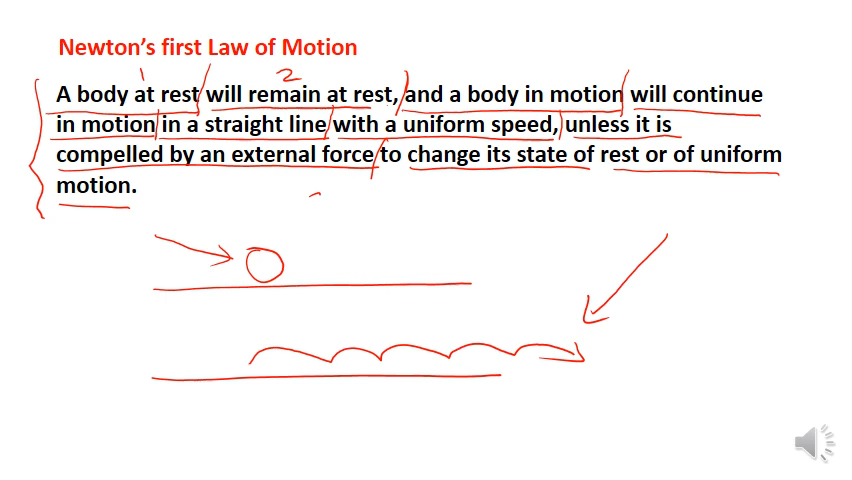 Newton's first Law of Motion
1 2
A body at rest will remain at rest, and a body in motion will continue
in motion in a straight line with a uniform speed, unless it is
compelled by an external force to change its state of rest or of uniform
motion.